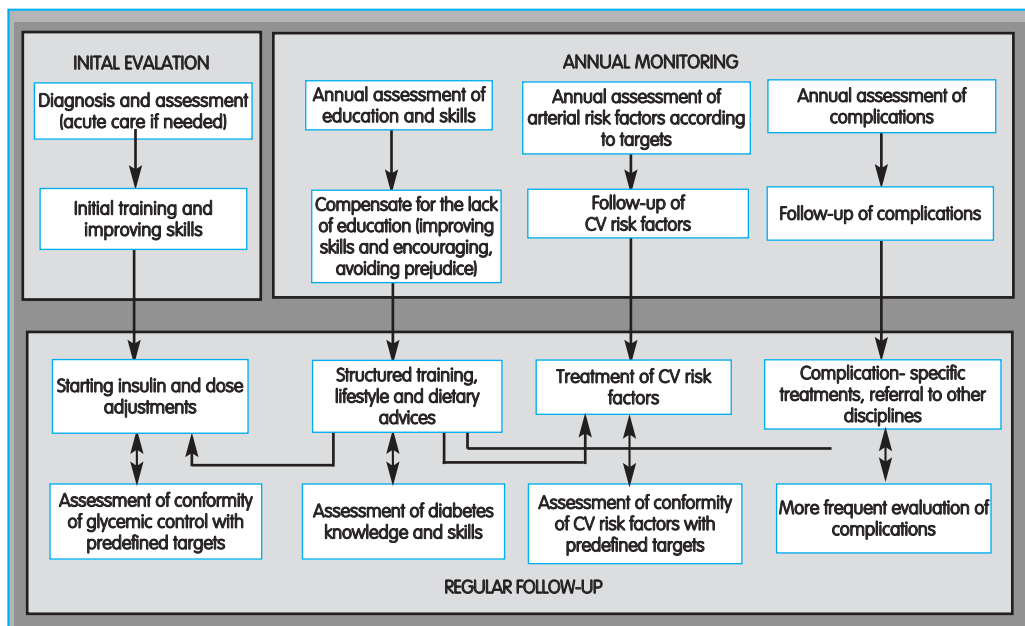 INITAL EVALATION
Diagnosis and assessment
(acute care if needed)
Initial training and
improving skills
ANNUAL MONITORING
Annual assessment of
education and skills
Annual assessment of
arterial risk factors according
to targets
Annual assessment of
complications
Compensate for the lack
of education (improving
skills and encouraging,
avoiding prejudice)
Follow-up of
CV risk factors
Follow-up of complications
Starting insulin and dose
adjustments
Structured training,
lifestyle and dietary
advices
Treatment of CV risk
factors
Complication- specific
treatments, referral to other
disciplines
Assessment of conformity
of glycemic control with
predefined targets
Assessment of diabetes
knowledge and skills
Assessment of conformity
of CV risk factors with
predefined targets
More frequent evaluation of
complications
REGULAR FOLLOW-UP